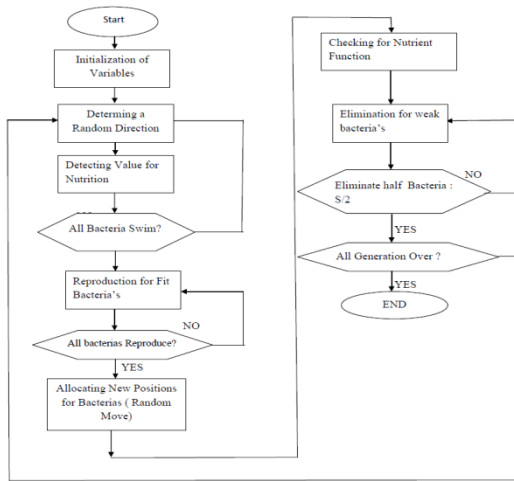 Start
Initialization of
Variables
Determing a
Random Direction
Detecting Value for
Nutrition
All Bacteria Swim?
Reproduction for Fit
Bacteria's
NO
All bacterias Reproduce?
YES
Allocating New Positions
for Bacterias ( Random
Move)
Checking for Nutrient
Function
Elimination for weak
bacteria's
NO
Eliminate half Bacteria :
S/2
YES
All Generation Over ?
YES
END